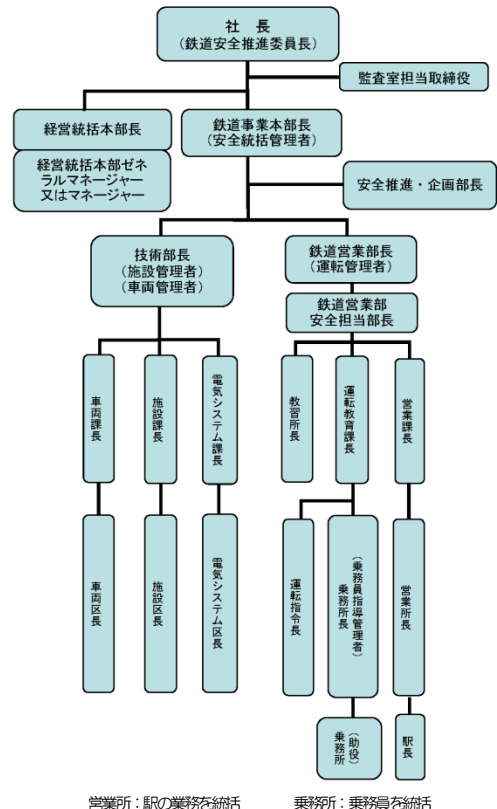 社 長
（鉄道安全推進委員長）
監査室担当取締役
経営統括本部長
鉄道事業本部長
（安全統括管理者）
経営統括本部ゼネ
ラルマネージャー
又はマネージャー
安全推進・企画部長
技術部長
（施設管理者）
（車両管理者）
鉄道営業部長
（運転管理者）
鉄道営業部
安全担当部長
車両課長
施設課長
電気システム課長
教習所長
運転教育課長
営業課長
車両区長
施設区長
電気システム区長
運転指令長
（乗務員指導管理者）
乗務所長
営業所長
（助役）
乗務所
駅長
営業所：駅の業務を統括
乗務所：乗務員を統括